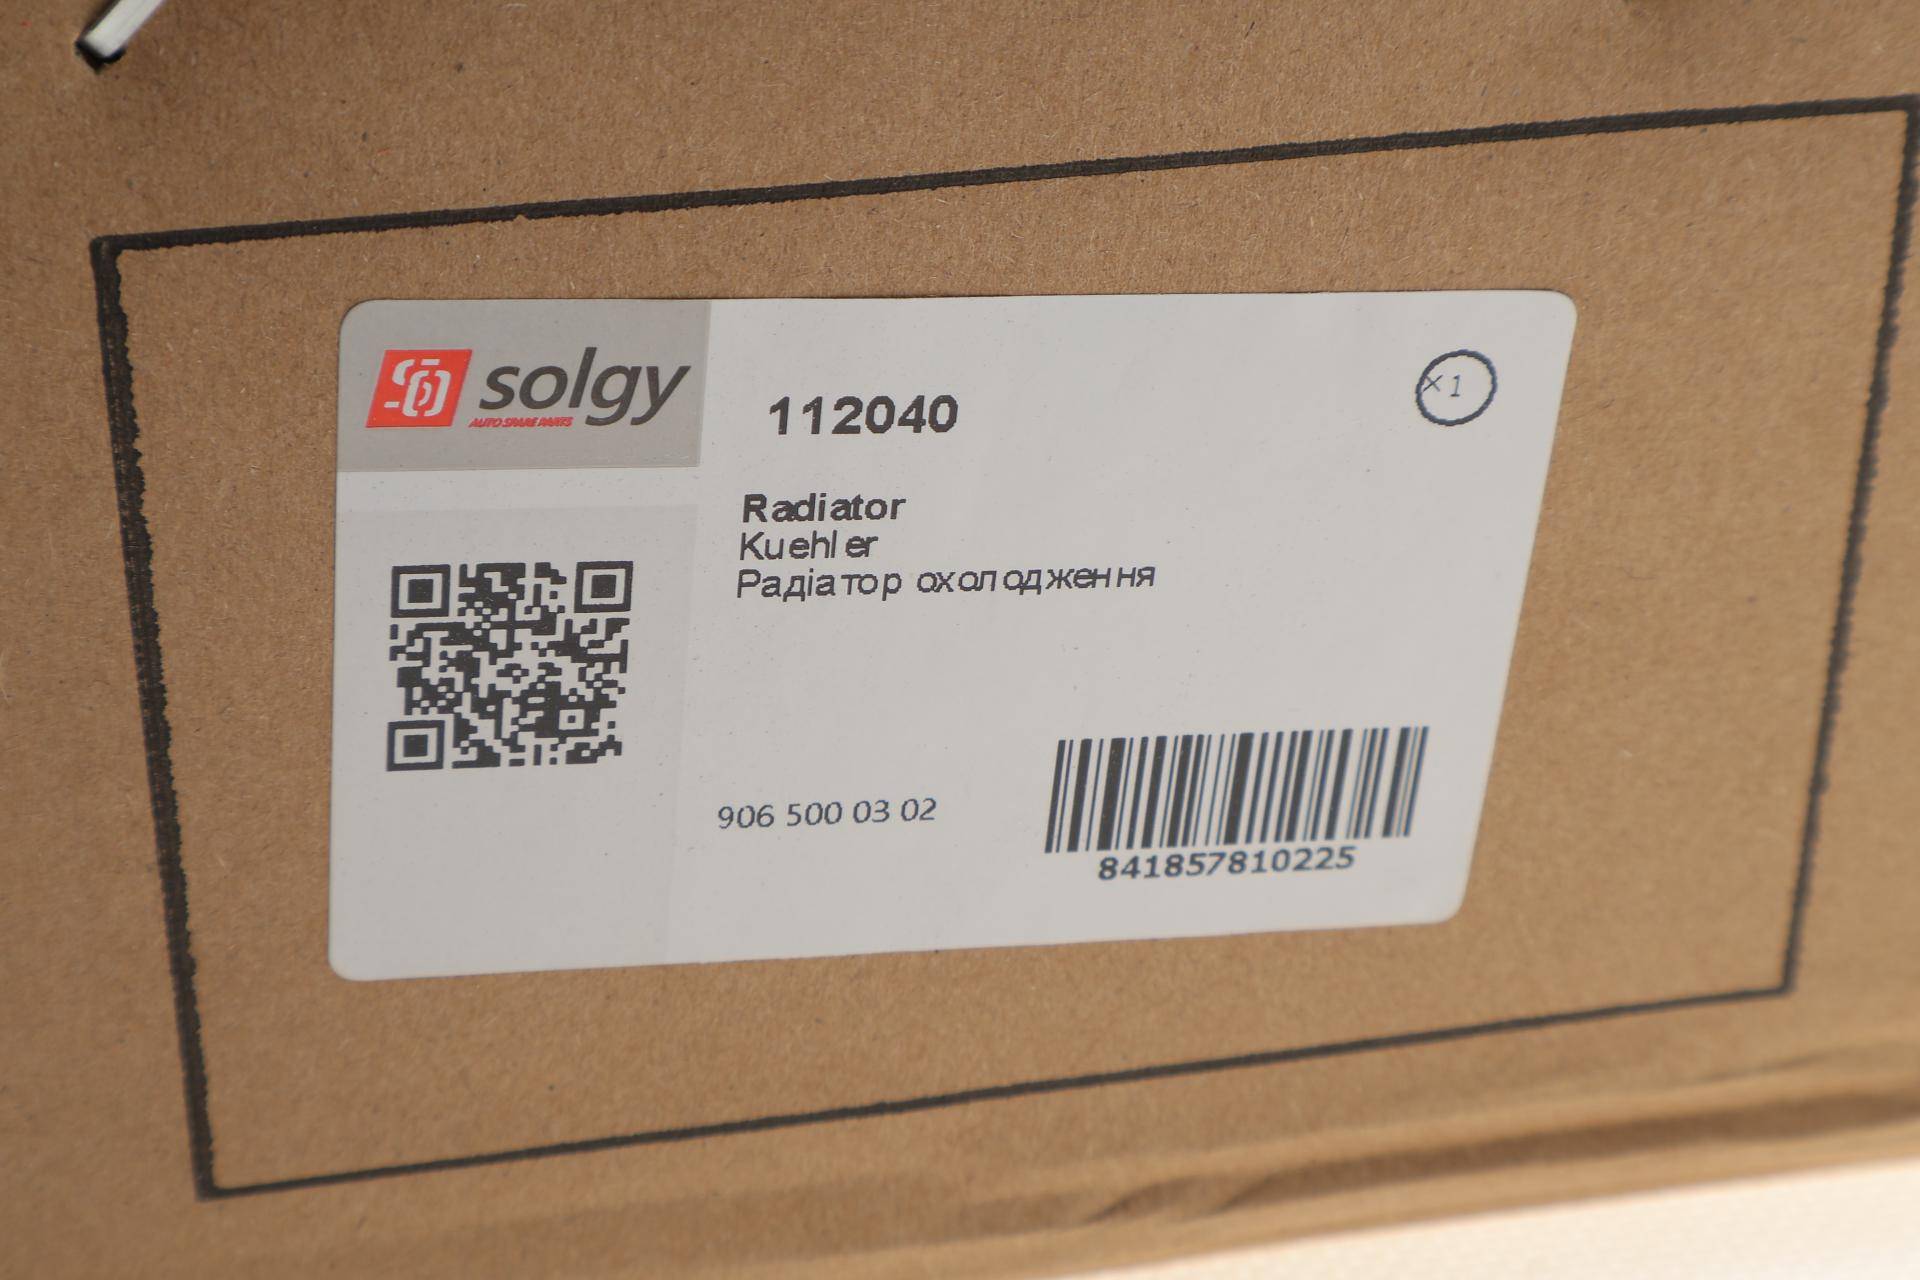 solgy
AUTO SPARE PARTS
112040
×1
Radiator
Kuehler
Радіатор охолодження
906 500 03 02
841857810225